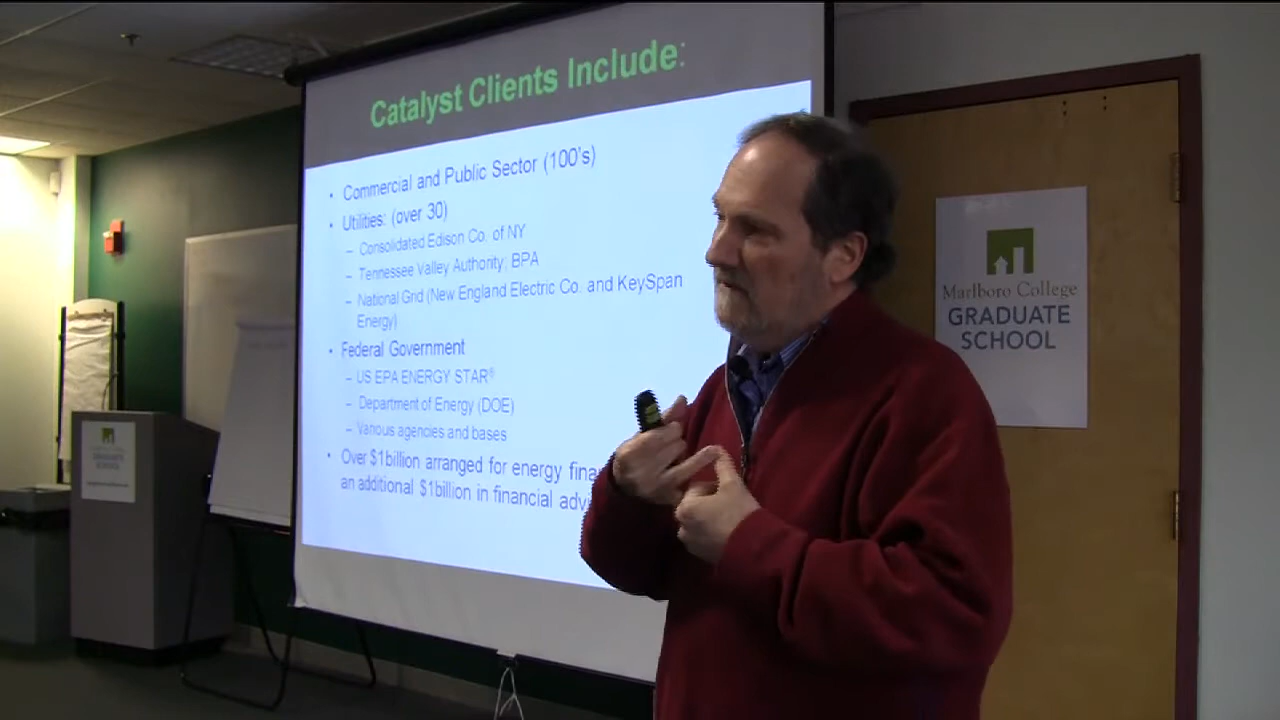 Catalyst Clients Include:
• Commercial and Public Sector (100's)
• Utilities: (over 30)
– Consolidated Edison Co. of NY
– Tennessee Valley Authority; BPA
– National Grid (New England Electric Co. and KeySpan
Energy)
• Federal Government
– US EPA ENERGY STAR®
– Department of Energy (DOE)
– Various agencies and bases
• Over $1billion arranged for energy
an additional $1billion in financial
Marlboro College
GRADUATE
SCHOOL
GRADUATE
SCHOOL